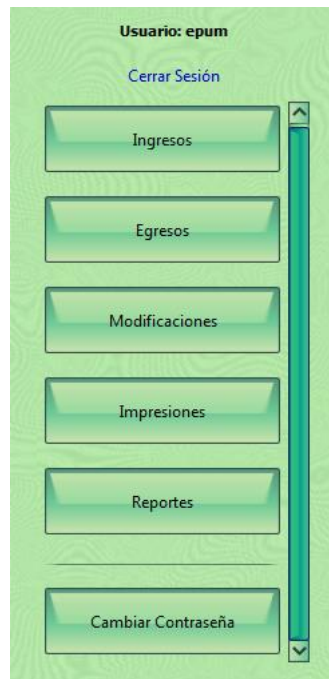 Usuario: epum
Cerrar Sesión
Ingresos
Egresos
Modificaciones
Impresiones
Reportes
Cambiar Contraseña